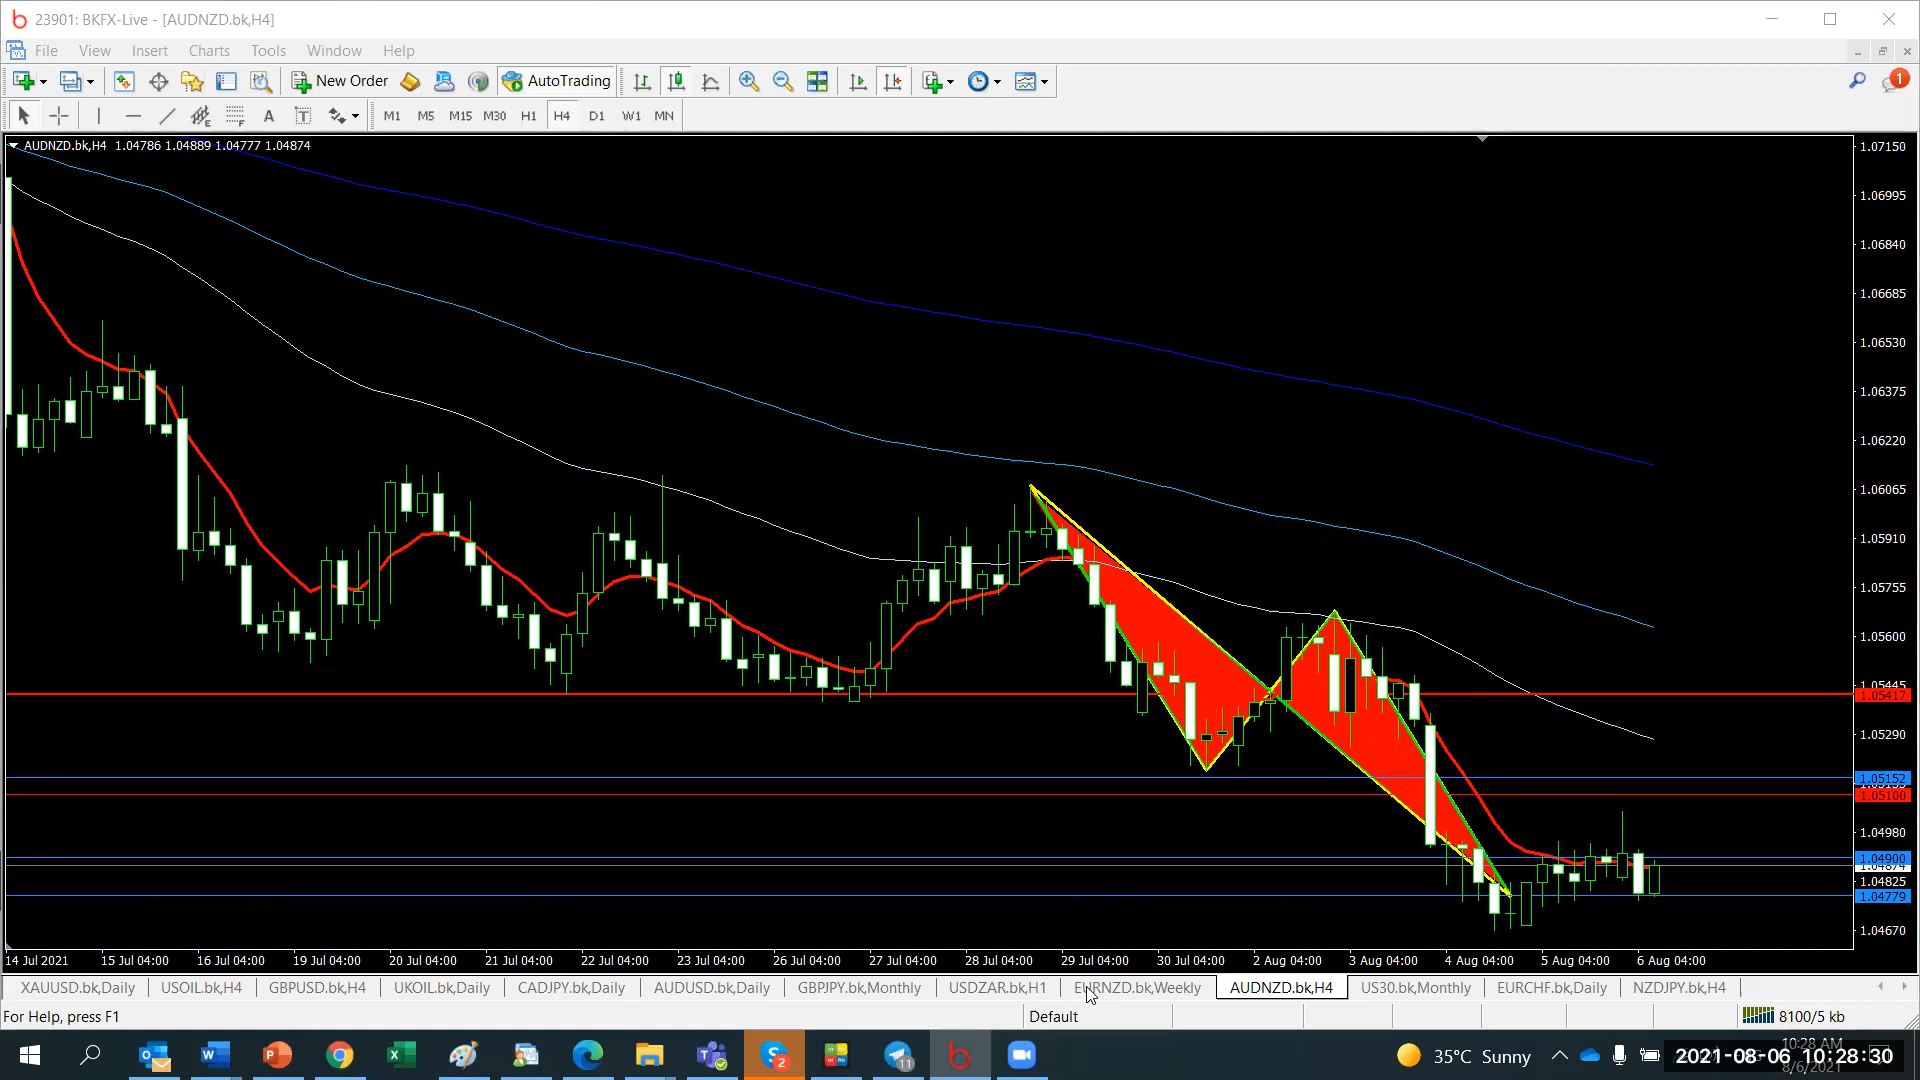 23901: BKFX-Live - [AUDNZD.bk,H4]
File View Insert Charts Tools Window Help
New Order AutoTrading 1
A T M1 M5 M15 M30 H1 H4 D1 W1 MN
AUDNZD.bk,H4 1.04786 1.04889 1.04777 1.04874
1.07150
1.06995
1.06840
1.06685
1.06530
1.06375
1.06220
1.06065
1.05910
1.05755
1.05600
1.05445
1.05417
1.05290
1.05152
1.05100
1.04980
1.04900
1.04874
1.04825
1.04779
1.04670
14 Jul 2021 15 Jul 04:00 16 Jul 04:00 19 Jul 04:00 20 Jul 04:00 21 Jul 04:00 22 Jul 04:00 23 Jul 04:00 26 Jul 04:00 27 Jul 04:00 28 Jul 04:00 29 Jul 04:00 30 Jul 04:00 2 Aug 04:00 3 Aug 04:00 4 Aug 04:00 5 Aug 04:00 6 Aug 04:00
XAUUSD.bk,Daily USOIL.bk,H4 GBPUSD.bk,H4 UKOIL.bk,Daily CADJPY.bk,Daily AUDUSD.bk,Daily GBPJPY.bk,Monthly USDZAR.bk,H1 EURNZD.bk,Weekly AUDNZD.bk,H4 US30.bk,Monthly EURCHF.bk,Daily NZDJPY.bk,H4
For Help, press F1 Default 8100/5 kb
35°C Sunny 10:28 AM
2021-08-06 10:28:30
8/6/2021